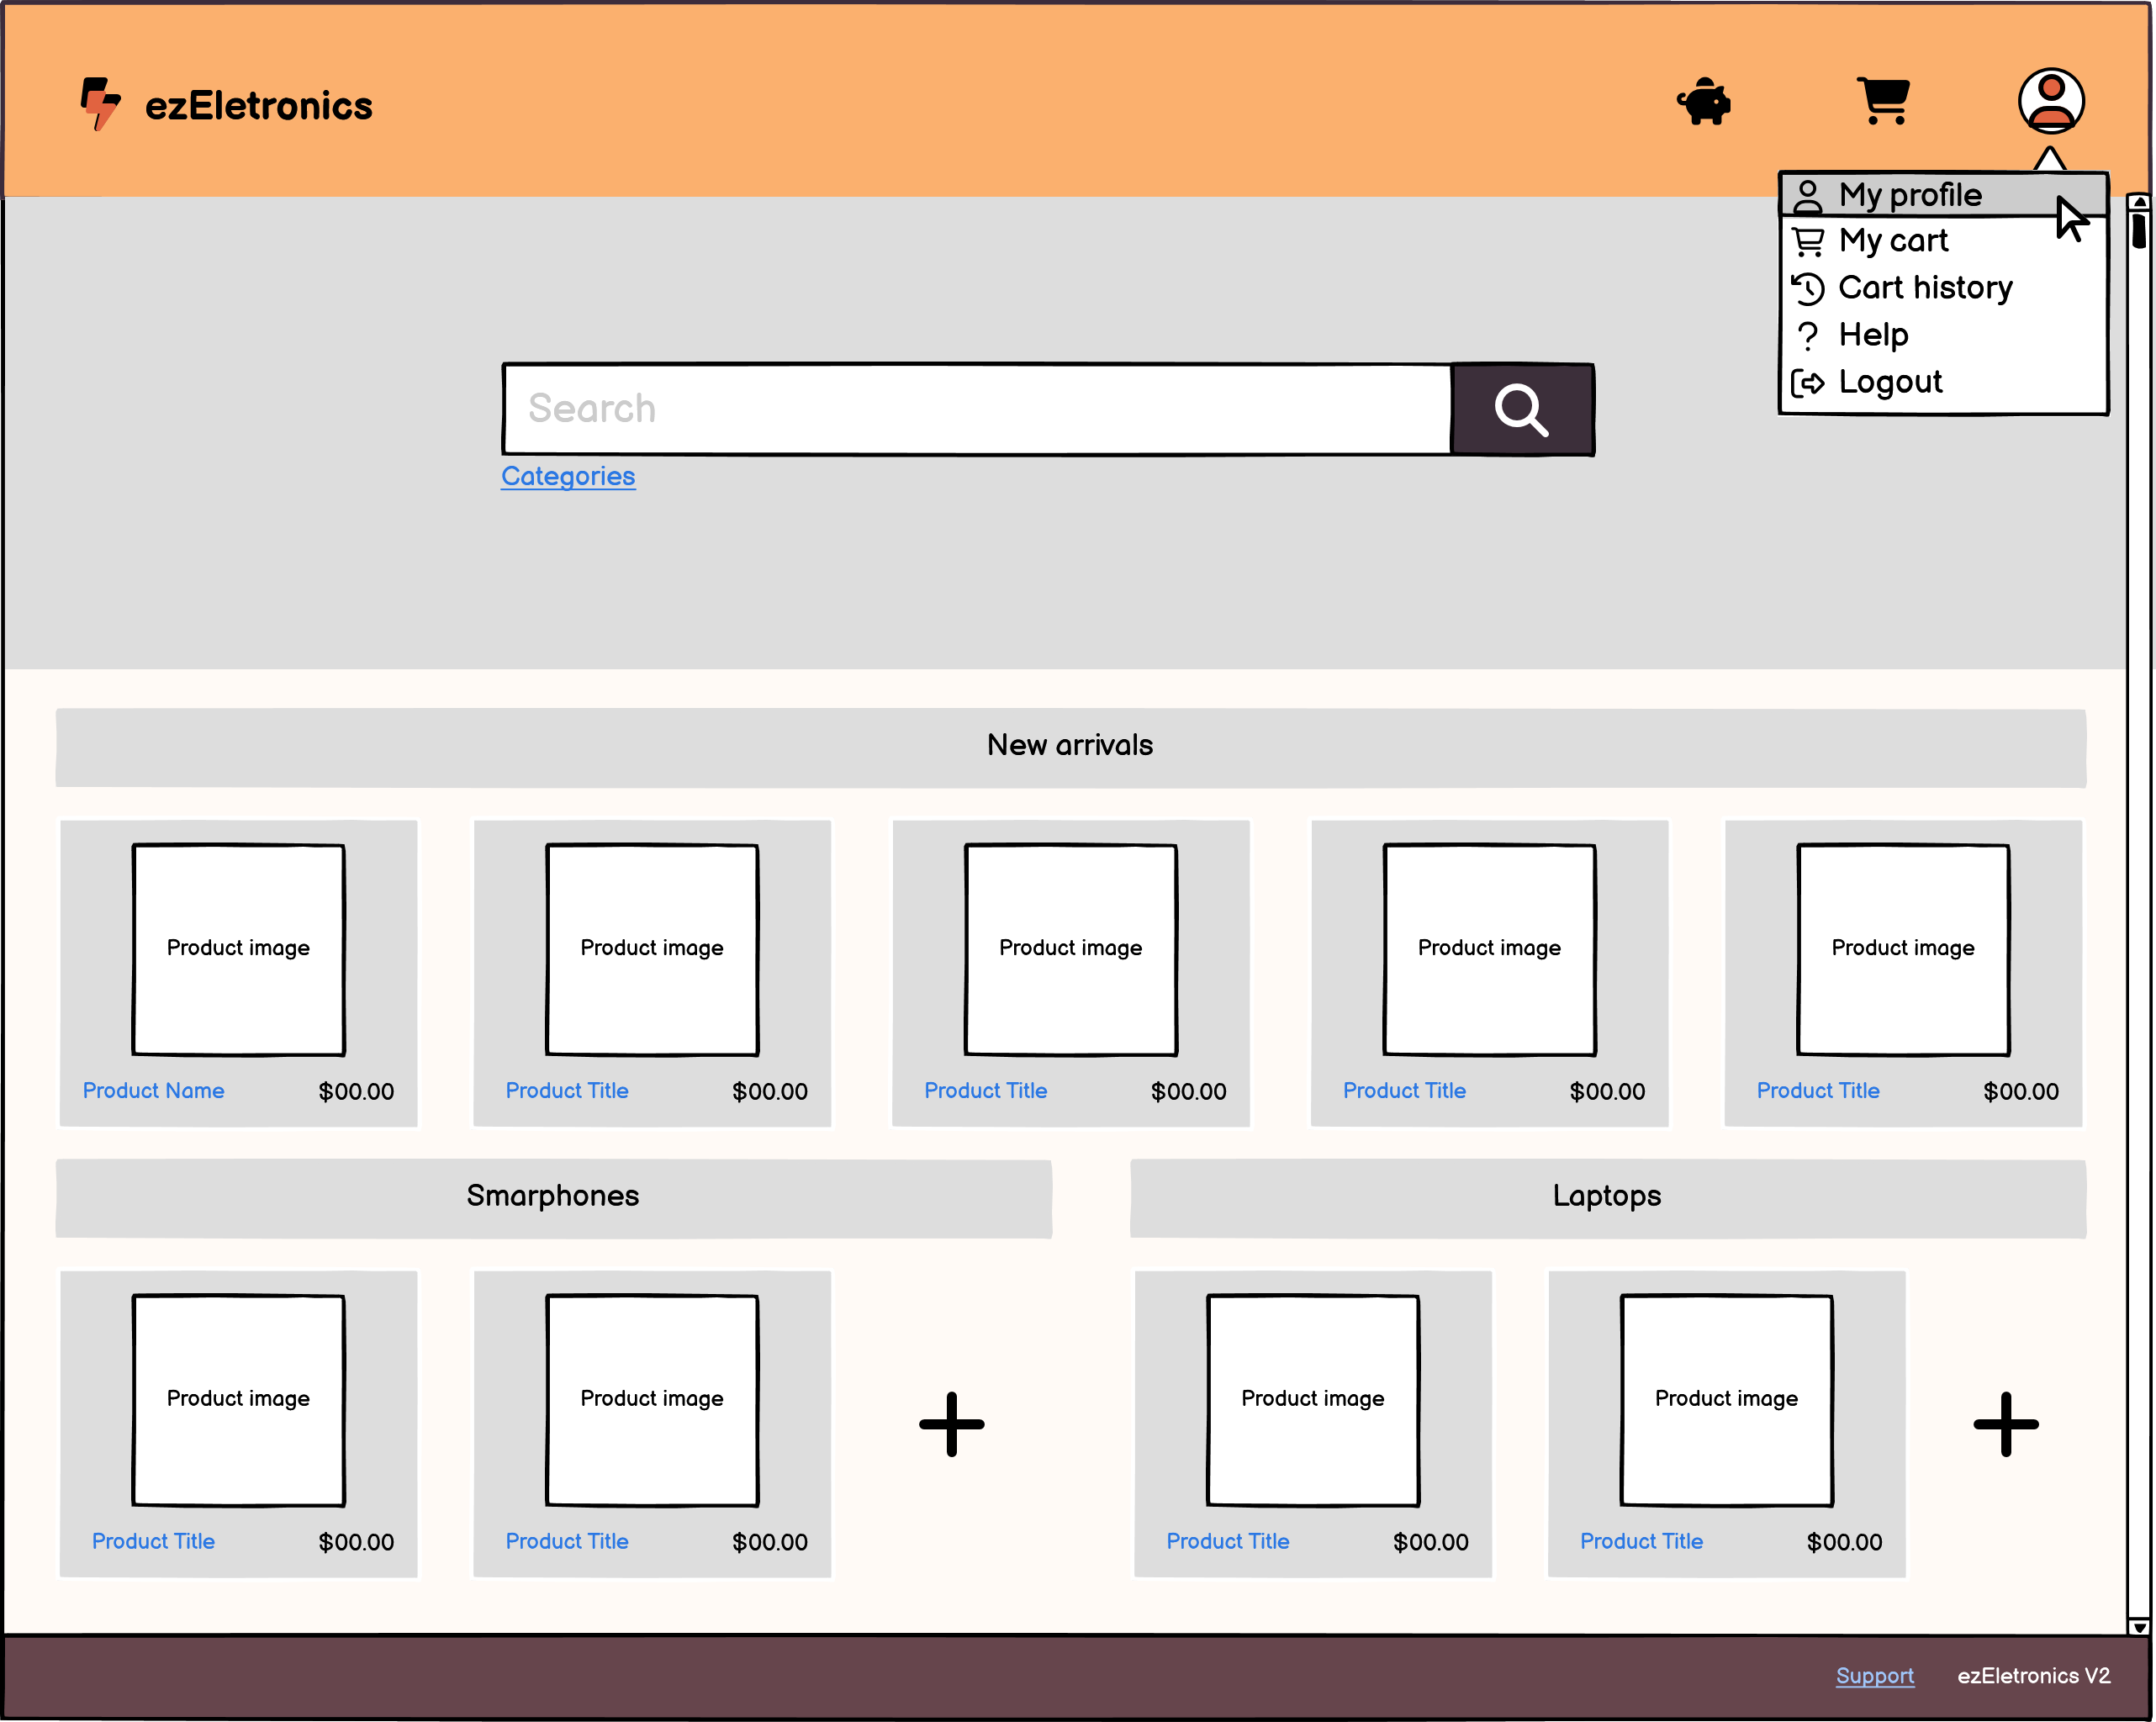 ezEletronics
My profile
My cart
Cart history
Help
Logout
Search
Categories
New arrivals
Product image
Product image
Product image
Product image
Product image
Product Name $00.00
Product Title $00.00
Product Title $00.00
Product Title $00.00
Product Title $00.00
Smarphones
Laptops
Product image
Product image
Product image
Product image
Product Title $00.00
Product Title $00.00
Product Title $00.00
Product Title $00.00
Support
ezEletronics V2